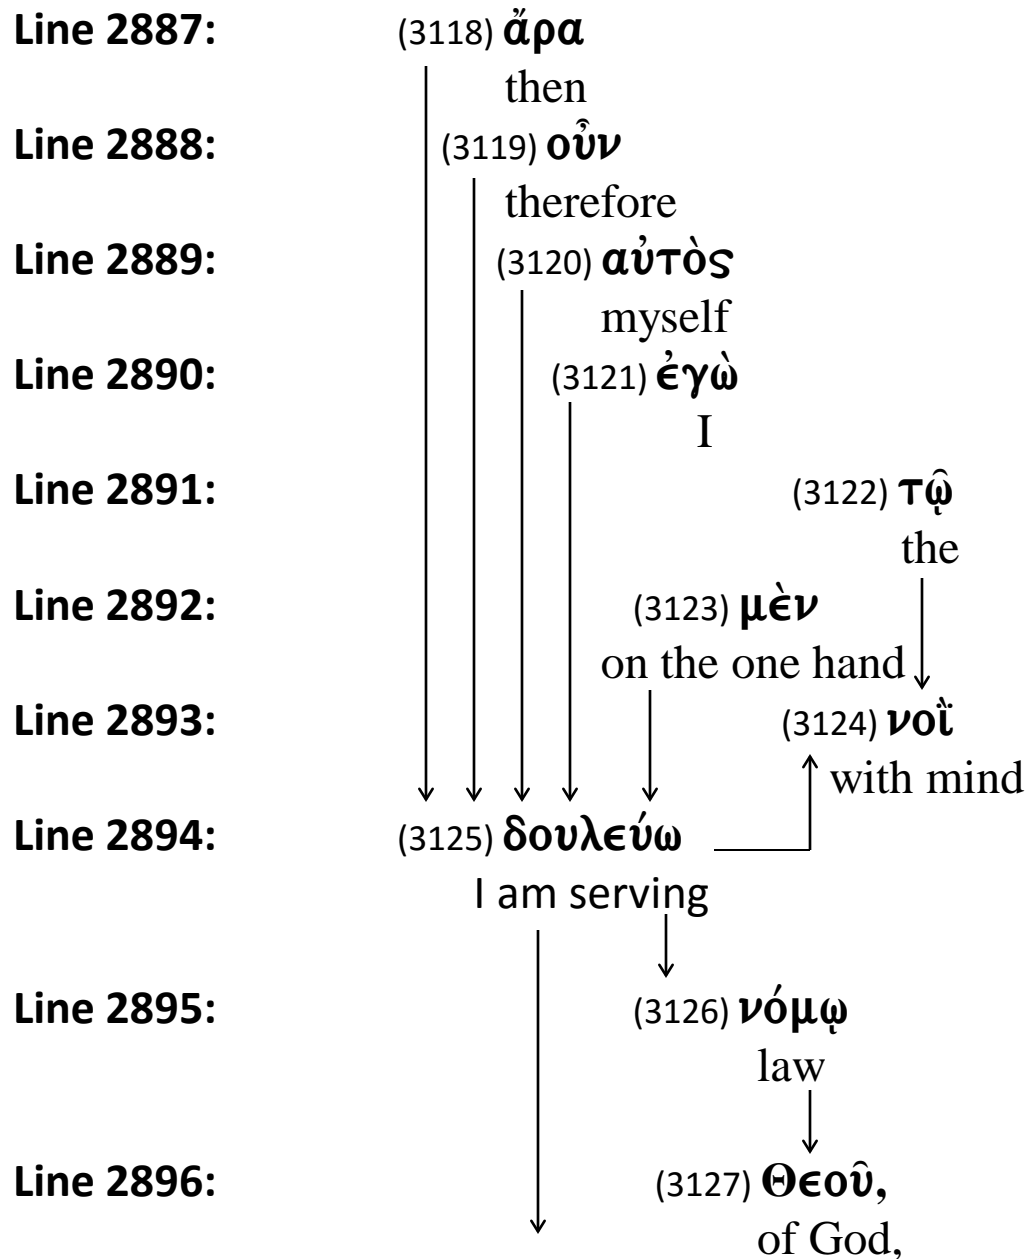 Line 2887: (3118) ἄρα
then
Line 2888: (3119) οὖν
therefore
Line 2889: (3120) αὐτὸς
myself
Line 2890: (3121) ἐγὼ
I
Line 2891: (3122) τῷ
the
Line 2892: (3123) μὲν
on the one hand
Line 2893: (3124) νοῒ
with mind
Line 2894: (3125) δουλεύω
I am serving
Line 2895: (3126) νόμῳ
law
Line 2896: (3127) Θεοῦ,
of God,